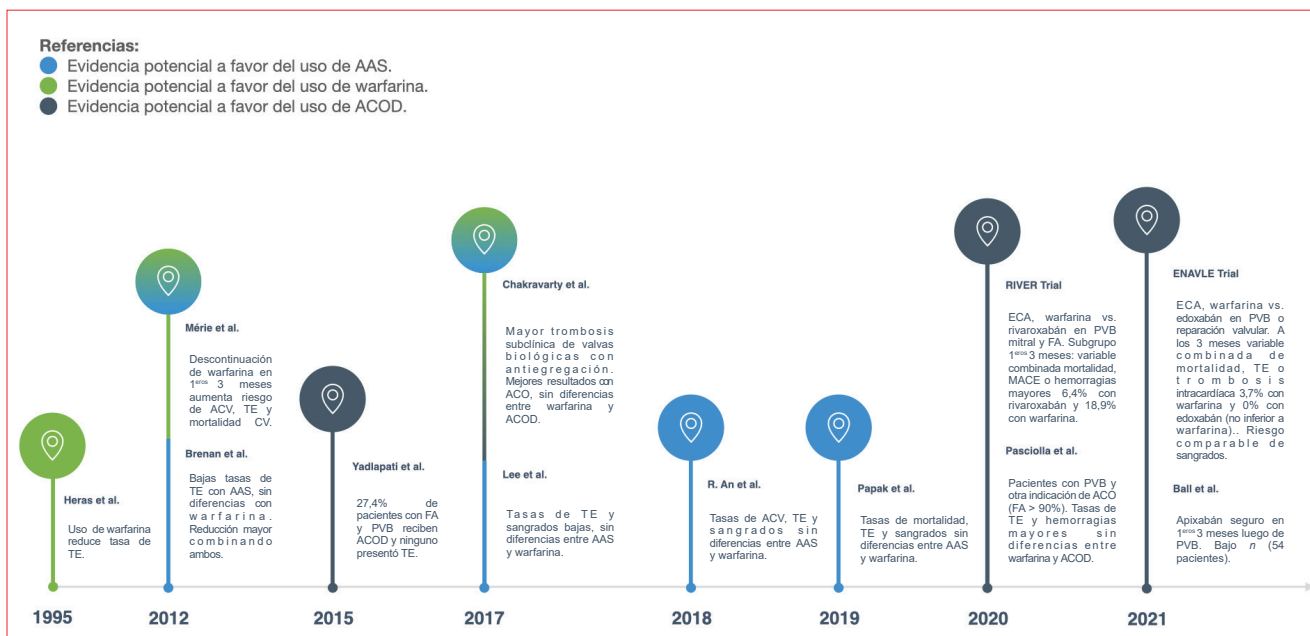 Referencias:
Evidencia potencial a favor del uso de AAS.
Evidencia potencial a favor del uso de warfarina.
Evidencia potencial a favor del uso de ACOD.
Heras et al.
Uso de warfarina
reduce tasa de
TE.
1995
Mérie et al.
Descontinuación
de warfarina en
1eros 3 meses
aumenta riesgo
de ACV, TE y
mortalidad CV.
Brenan et al.
Bajas tasas de
TE con AAS, sin
diferencias con
warfarina.
Reducción mayor
combinando
ambos.
2012
Yadlapati et al.
27,4% de
pacientes con FA
y PVB reciben
ACOD y ninguno
presentó TE.
2015
Chakravarty et al.
Mayor trombosis
subclínica de valvas
biológicas con
antiegregación.
Mejores resultados con
ACO, sin diferencias
entre warfarina y
ACOD.
Lee et al.
Tasas de TE y
sangrados bajas, sin
diferencias entre AAS
y warfarina.
2017
R. An et al.
Tasas de ACV, TE y
sangrados sin
diferencias entre AAS
y warfarina.
2018
Papak et al.
Tasas de mortalidad,
TE y sangrados sin
diferencias entre AAS
y warfarina.
2019
RIVER Trial
ECA, warfarina vs.
rivaroxabán en PVB
mitral y FA. Subgrupo
1eros 3 meses: variable
combinada mortalidad,
MACE o hemorragias
mayores 6,4% con
rivaroxabán y 18,9%
con warfarina.
Pasciolla et al.
Pacientes con PVB y
otra indicación de ACO
(FA > 90%). Tasas de
TE y hemorragias
mayores sin
diferencias entre
warfarina y ACOD.
2020
ENAVLE Trial
ECA, warfarina vs.
edoxabán en PVB o
reparación valvular. A
los 3 meses variable
combinada de
mortalidad, TE o
trombosis
intracardíaca 3,7% con
warfarina y 0% con
edoxabán (no inferior a
warfarina).. Riesgo
comparable de
sangrados.
Ball et al.
Apixabán seguro en
1eros 3 meses luego de
PVB. Bajo n (54
pacientes).
2021